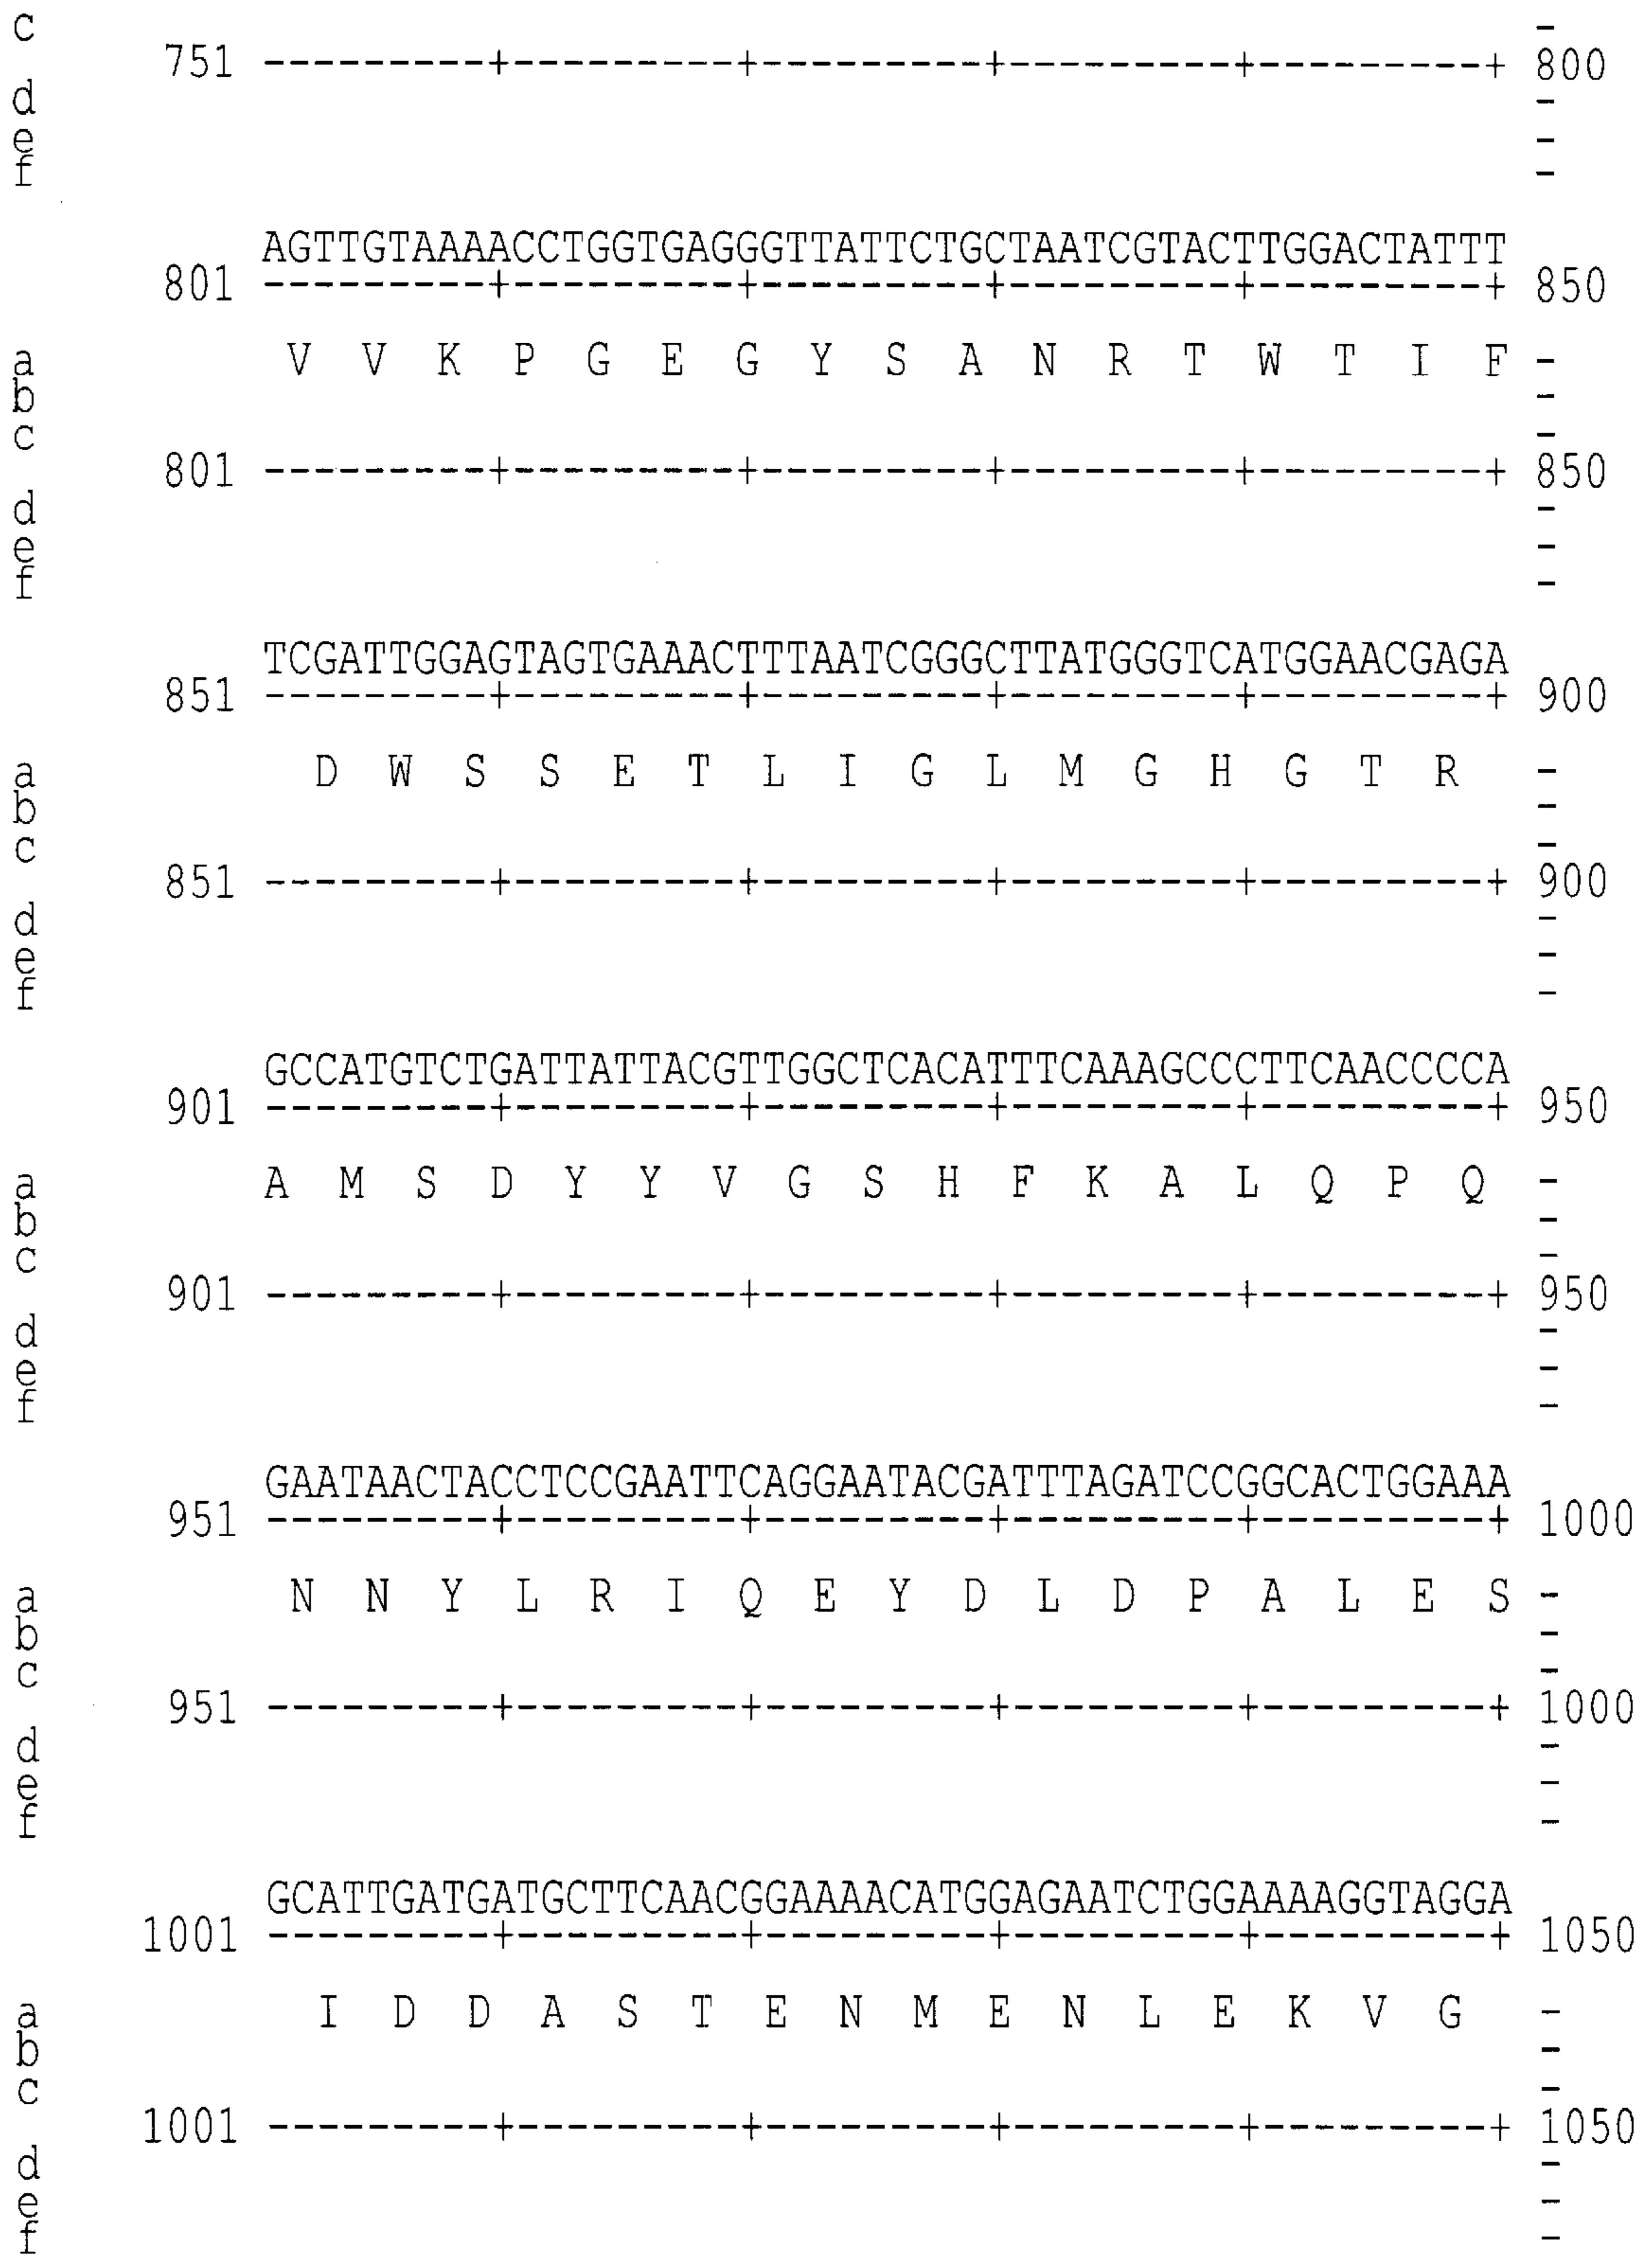 c -
751 ---------+---------+---------+---------+---------+ 800
d -
e -
f -
AGTTGTAAAACCTGGTGAGGGTTATTCTGCTAATCGTACTTGGACTATTT
801 ---------+---------+---------+---------+---------+ 850
a V V K P G E G Y S A N R T W T I F -
b -
c -
801 ---------+---------+---------+---------+---------+ 850
d -
e -
f -
TCGATTGGAGTAGTGAAACTTTAATCGGGCTTATGGGTCATGGAACGAGA
851 ---------+---------+---------+---------+---------+ 900
a D W S S E T L I G L M G H G T R -
b -
c -
851 ---------+---------+---------+---------+---------+ 900
d -
e -
f -
GCCATGTCTGATTATTACGTTGGCTCACATTTCAAAGCCCTTCAACCCCA
901 ---------+---------+---------+---------+---------+ 950
a A M S D Y Y V G S H F K A L Q P Q -
b -
c -
901 ---------+---------+---------+---------+---------+ 950
d -
e -
f -
GAATAACTACCTCCGAATTCAGGAATACGATTTAGATCCGGCACTGGAAA
951 ---------+---------+---------+---------+---------+ 1000
a N N Y L R I Q E Y D L D P A L E S -
b -
c -
951 ---------+---------+---------+---------+---------+ 1000
d -
e -
f -
GCATTGATGATGCTTCAACGGAAAACATGGAGAATCTGGAAAAGGTAGGA
1001 ---------+---------+---------+---------+---------+ 1050
a I D D A S T E N M E N L E K V G -
b -
c -
1001 ---------+---------+---------+---------+---------+ 1050
d -
e -
f -